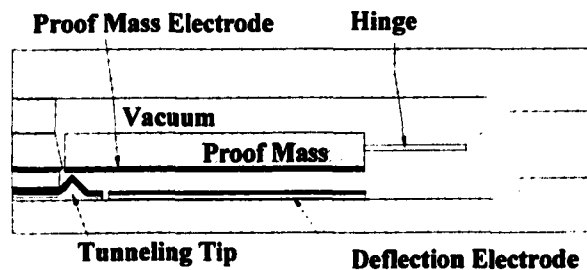 Proof Mass Electrode
Hinge
Vacuum
Proof Mass
Tunneling Tip
Deflection Electrode